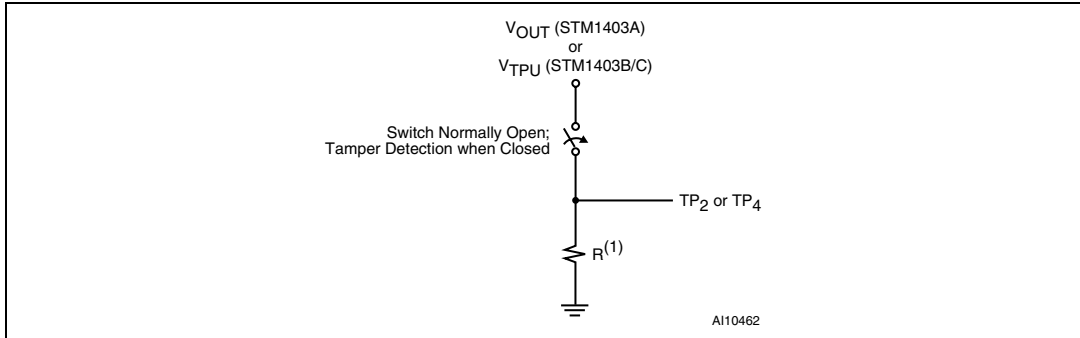 VOUT (STM1403A)
or
VTPU (STM1403B/C)
Switch Normally Open;
Tamper Detection when Closed
TP2 or TP4
R(1)
AI10462